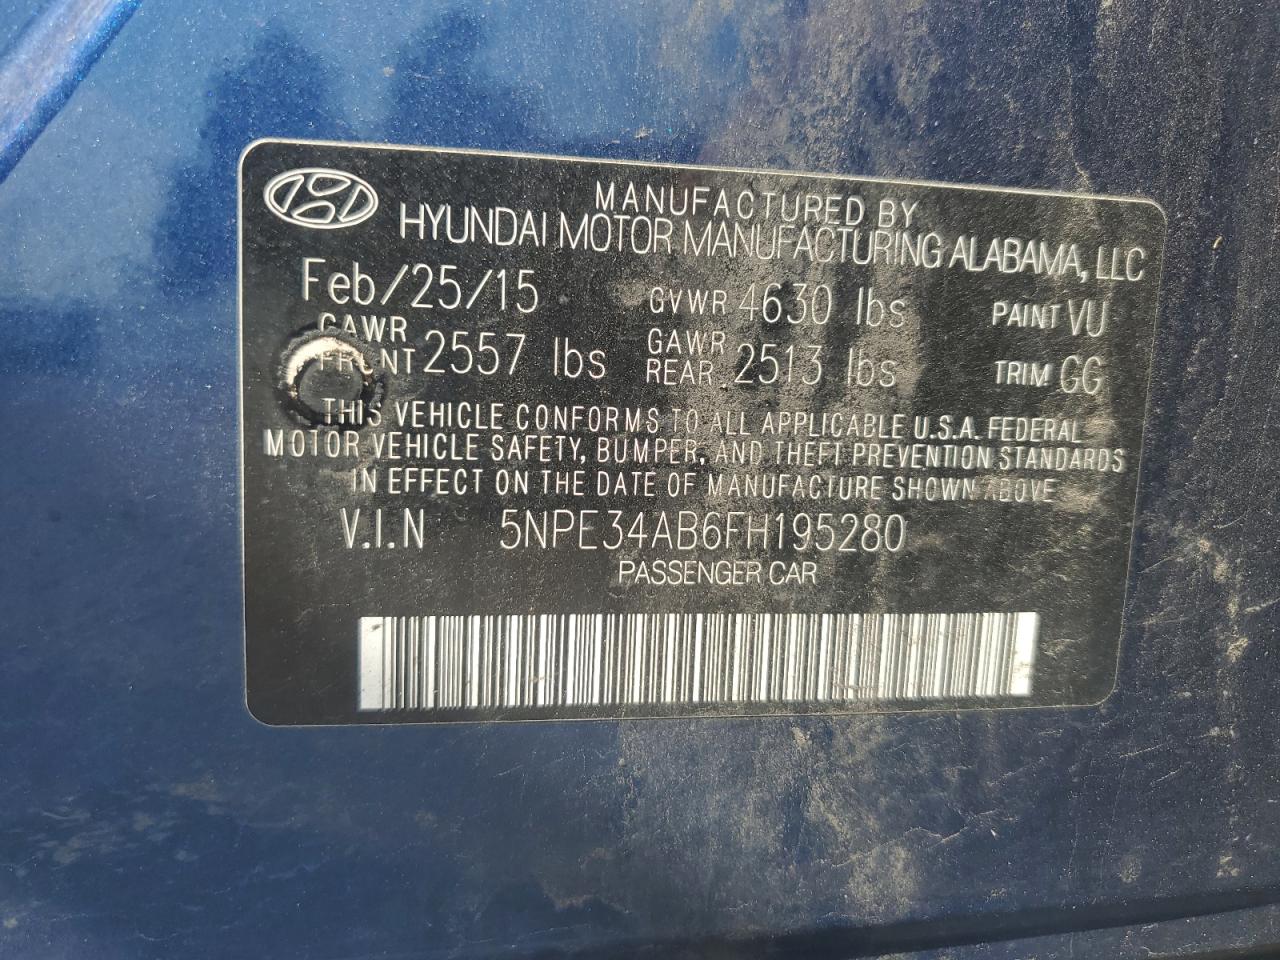 MANUFACTURED BY
HYUNDAI MOTOR MANUFACTURING ALABAMA, LLC
Feb/25/15 GVWR 4630 lbs PAINT VU
GAWR FRONT 2557 lbs GAWR REAR 2513 lbs TRIM GG
THIS VEHICLE CONFORMS TO ALL APPLICABLE U.S.A. FEDERAL
MOTOR VEHICLE SAFETY, BUMPER, AND THEFT PREVENTION STANDARDS
IN EFFECT ON THE DATE OF MANUFACTURE SHOWN ABOVE
V.I.N 5NPE34AB6FH195280
PASSENGER CAR